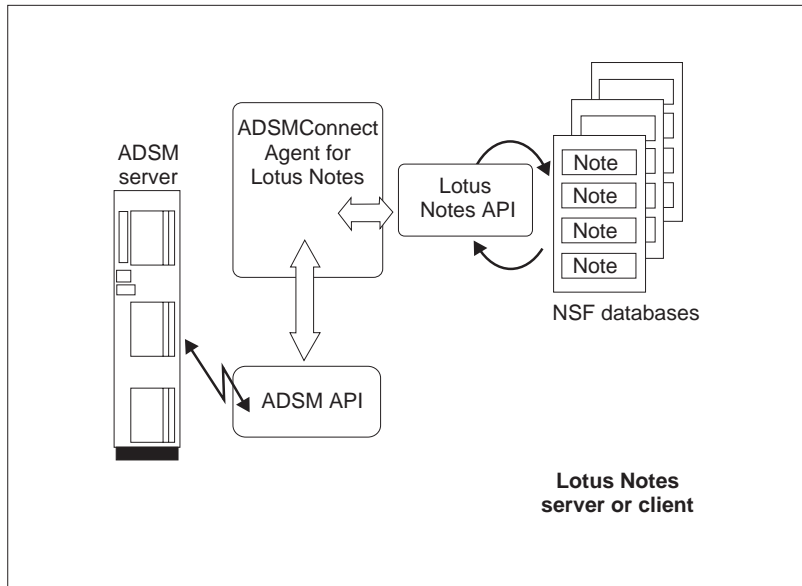 ADSM
server
ADSMConnect
Agent for
Lotus Notes
Lotus
Notes API
Note
Note
Note
Note
NSF databases
ADSM API
Lotus Notes
server or client